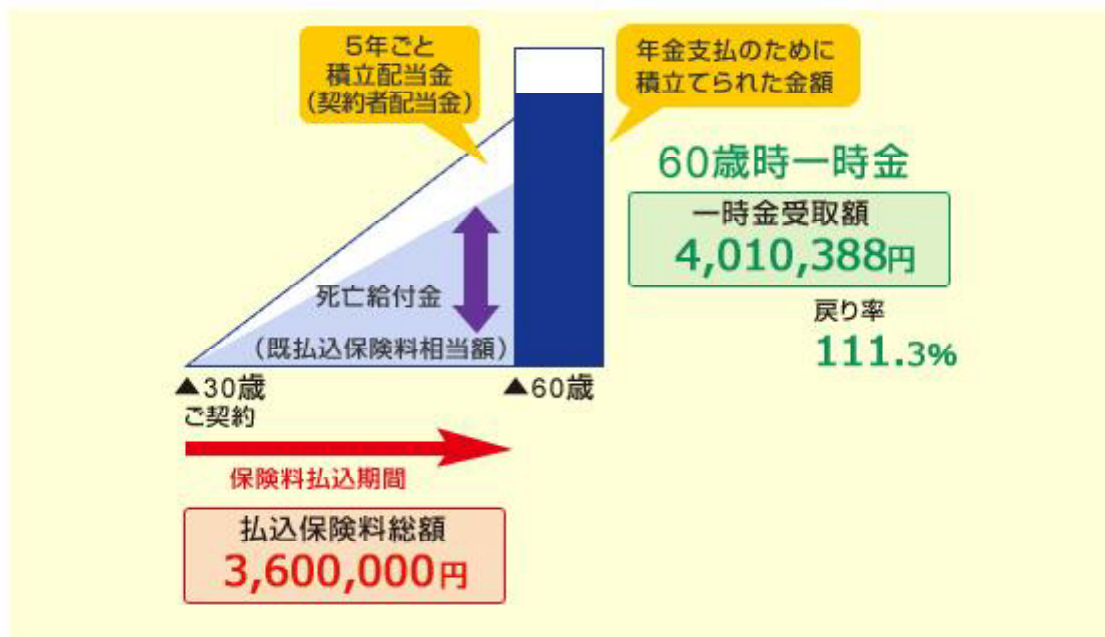 5年ごと
積立配当金
（契約者配当金）
年金支払のために
積立てられた金額
60歳時一時金
一時金受取額
4,010,388円
戻り率
111.3%
死亡給付金
（既払込保険料相当額）
▲30歳
ご契約
▲60歳
保険料払込期間
払込保険料総額
3,600,000円